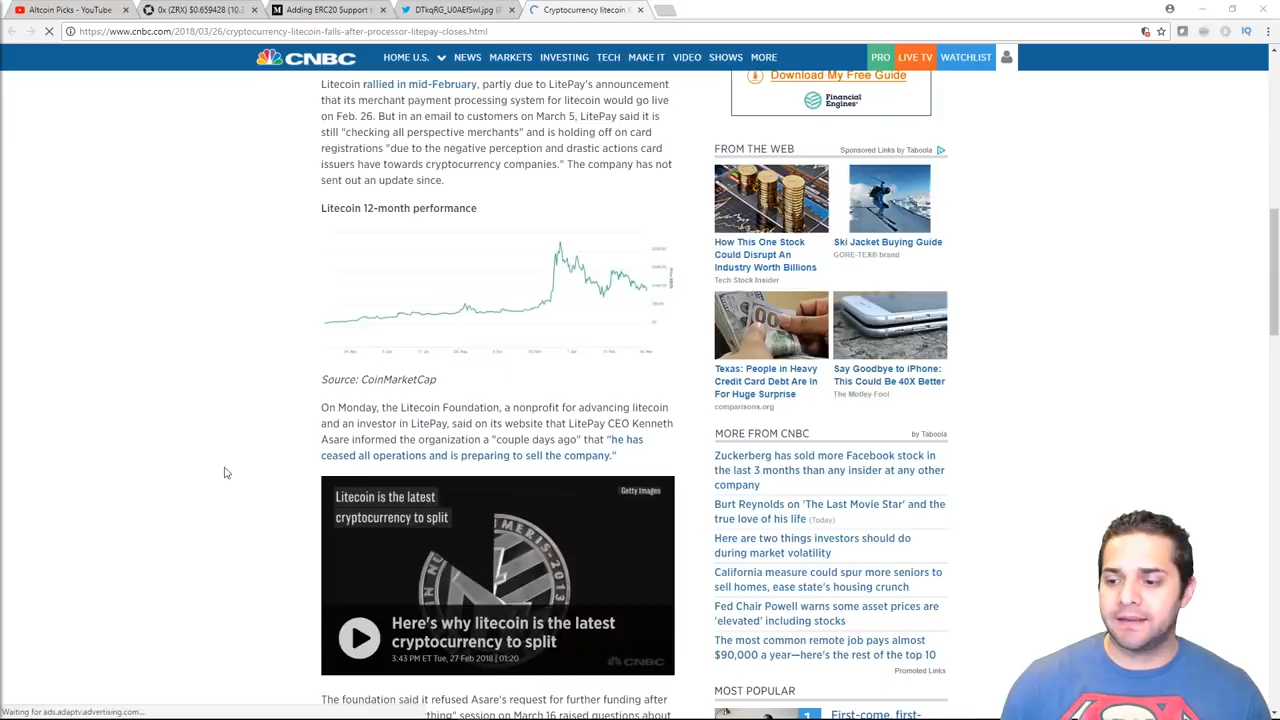 Altcoin Picks - YouTube
0x (ZRX) $0.659428 (10.
Adding ERC20 Support
DTkqRG_U0AEfSwI.jpg
Cryptocurrency litecoin
https://www.cnbc.com/2018/03/26/cryptocurrency-litecoin-falls-after-processor-litepay-closes.html
CNBC
HOME U.S.
NEWS
MARKETS
INVESTING
TECH
MAKE IT
VIDEO
SHOWS
MORE
PRO
LIVE TV
WATCHLIST
Litecoin rallied in mid-February, partly due to LitePay's announcement
that its merchant payment processing system for litecoin would go live
on Feb. 26. But in an email to customers on March 5, LitePay said it is
still "checking all perspective merchants" and is holding off on card
registrations "due to the negative perception and drastic actions card
issuers have towards cryptocurrency companies." The company has not
sent out an update since.
Litecoin 12-month performance
Source: CoinMarketCap
On Monday, the Litecoin Foundation, a nonprofit for advancing litecoin
and an investor in LitePay, said on its website that LitePay CEO Kenneth
Asare informed the organization a "couple days ago" that "he has
ceased all operations and is preparing to sell the company."
Litecoin is the latest
cryptocurrency to split
Getty Images
Here's why litecoin is the latest
cryptocurrency to split
3:43 PM ET Tue, 27 Feb 2018 | 01:20
CNBC
The foundation said it refused Asare's request for further funding after
thing" session on March 16 raised questions about
Waiting for ads.adaptv.advertising.com...
Download My Free Guide
Financial
Engines
FROM THE WEB
Sponsored Links by Taboola
How This One Stock
Could Disrupt An
Industry Worth Billions
Tech Stock Insider
Ski Jacket Buying Guide
GORE-TEX® brand
Texas: People in Heavy
Credit Card Debt Are In
For Huge Surprise
comparisons.org
Say Goodbye to iPhone:
This Could Be 40X Better
The Motley Fool
MORE FROM CNBC
by Taboola
Zuckerberg has sold more Facebook stock in
the last 3 months than any insider at any other
company
Burt Reynolds on 'The Last Movie Star' and the
true love of his life (Today)
Here are two things investors should do
during market volatility
California measure could spur more seniors to
sell homes, ease state's housing crunch
Fed Chair Powell warns some asset prices are
'elevated' including stocks
The most common remote job pays almost
$90,000 a year—here's the rest of the top 10
Promoted Links
MOST POPULAR
1
First-come, first-